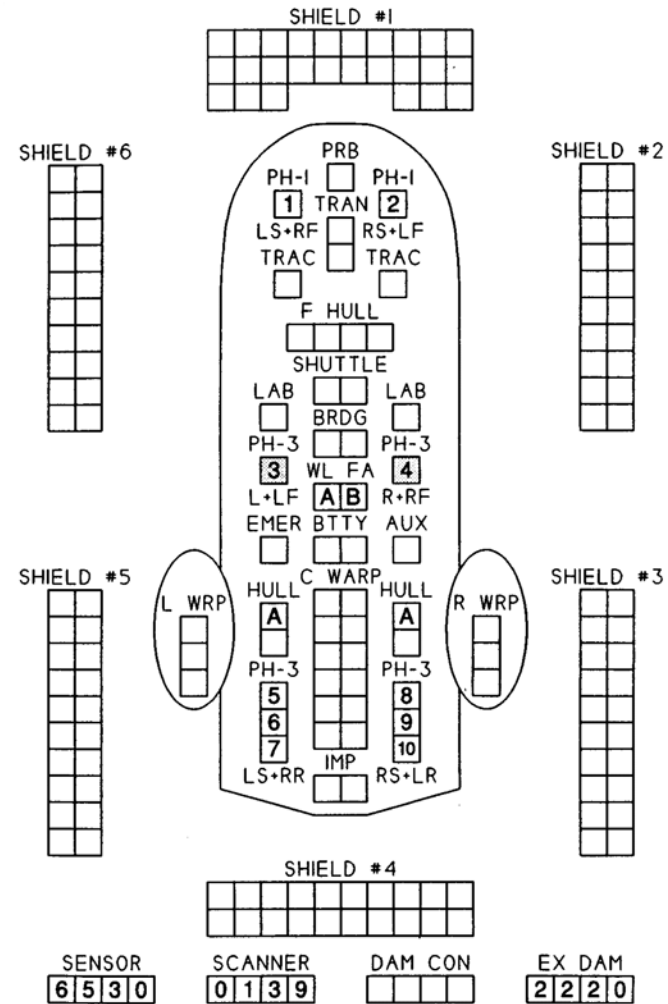 SHIELD #1
SHIELD #6
SHIELD #2
PRB
PH-1 PH-1
1 TRAN 2
LS+RF RS+LF
TRAC TRAC
F HULL
SHUTTLE
LAB LAB
BRDG
PH-3 PH-3
3 WL FA 4
L+LF A B R+RF
EMER BTTY AUX
SHIELD #5
SHIELD #3
L WRP
C WARP
R WRP
HULL HULL
A A
PH-3 PH-3
5 8
6 9
7 10
IMP
LS+RR RS+LR
SHIELD #4
SENSOR SCANNER DAM CON EX DAM
6 5 3 0 0 1 3 9 2 2 2 0